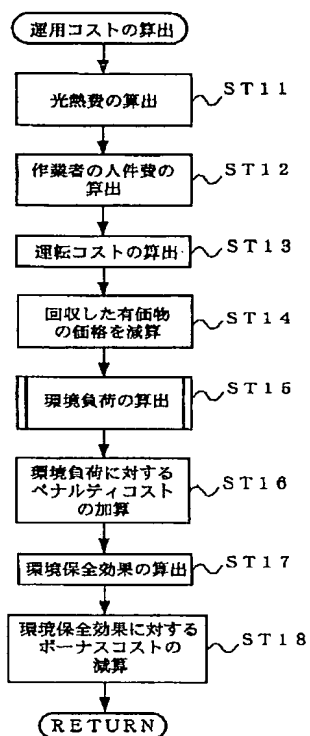 運用コストの算出
光熱費の算出
ST11
作業者の人件費の
算出
ST12
運転コストの算出
ST13
回収した有価物
の価格を減算
ST14
環境負荷の算出
ST15
環境負荷に対する
ペナルティコスト
の加算
ST16
環境保全効果の算出
ST17
環境保全効果に対する
ボーナスコストの
減算
ST18
RETURN